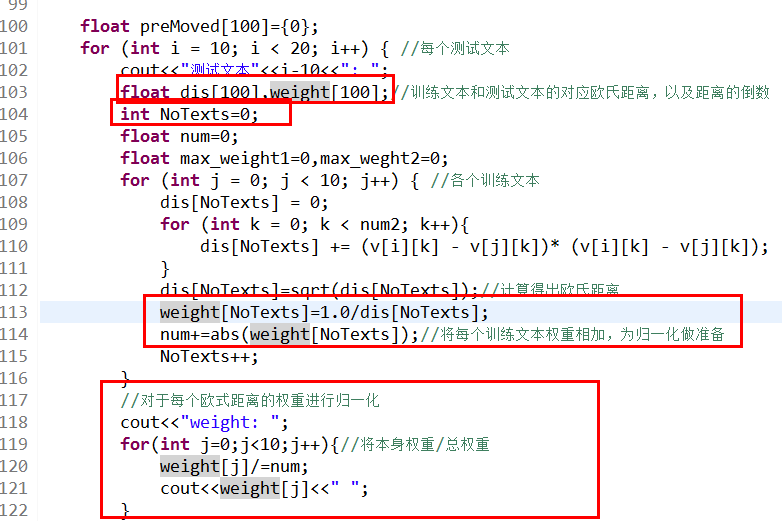 99
100 float preMoved[100]={0};
101 for (int i = 10; i < 20; i++) { //每个测试文本
102 cout<<"测试文本"<<i-10<<": ";
103 float dis[100],weight[100];//训练文本和测试文本的对应欧氏距离，以及距离的倒数
104 int NoTexts=0;
105 float num=0;
106 float max_weight1=0,max_weght2=0;
107 for (int j = 0; j < 10; j++) { //各个训练文本
108 dis[NoTexts] = 0;
109 for (int k = 0; k < num2; k++){
110 dis[NoTexts] += (v[i][k] - v[j][k])* (v[i][k] - v[j][k]);
111 }
112 dis[NoTexts]=sqrt(dis[NoTexts]);//计算得出欧氏距离
113 weight[NoTexts]=1.0/dis[NoTexts];
114 num+=abs(weight[NoTexts]);//将每个训练文本权重相加，为归一化做准备
115 NoTexts++;
116 }
117 //对于每个欧式距离的权重进行归一化
118 cout<<"weight: ";
119 for(int j=0;j<10;j++){//将本身权重/总权重
120 weight[j]/=num;
121 cout<<weight[j]<<" ";
122 }